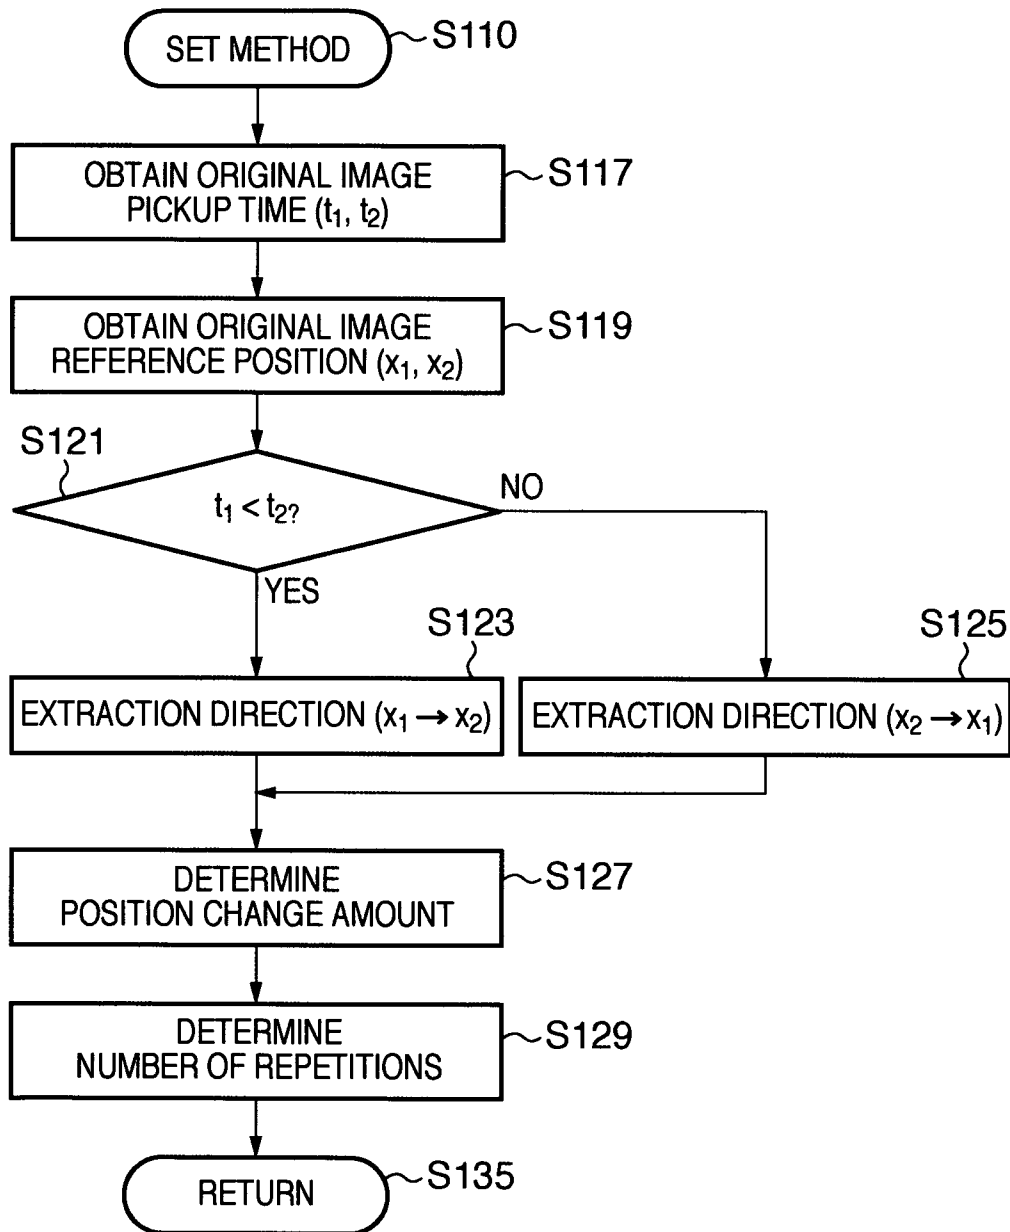 SET METHOD
S110
OBTAIN ORIGINAL IMAGE
PICKUP TIME (t₁, t₂)
S117
OBTAIN ORIGINAL IMAGE
REFERENCE POSITION (x₁, x₂)
S119
S121
t₁ < t₂?
NO
YES
S123
EXTRACTION DIRECTION (x₁ → x₂)
S125
EXTRACTION DIRECTION (x₂ → x₁)
DETERMINE
POSITION CHANGE AMOUNT
S127
DETERMINE
NUMBER OF REPETITIONS
S129
RETURN
S135